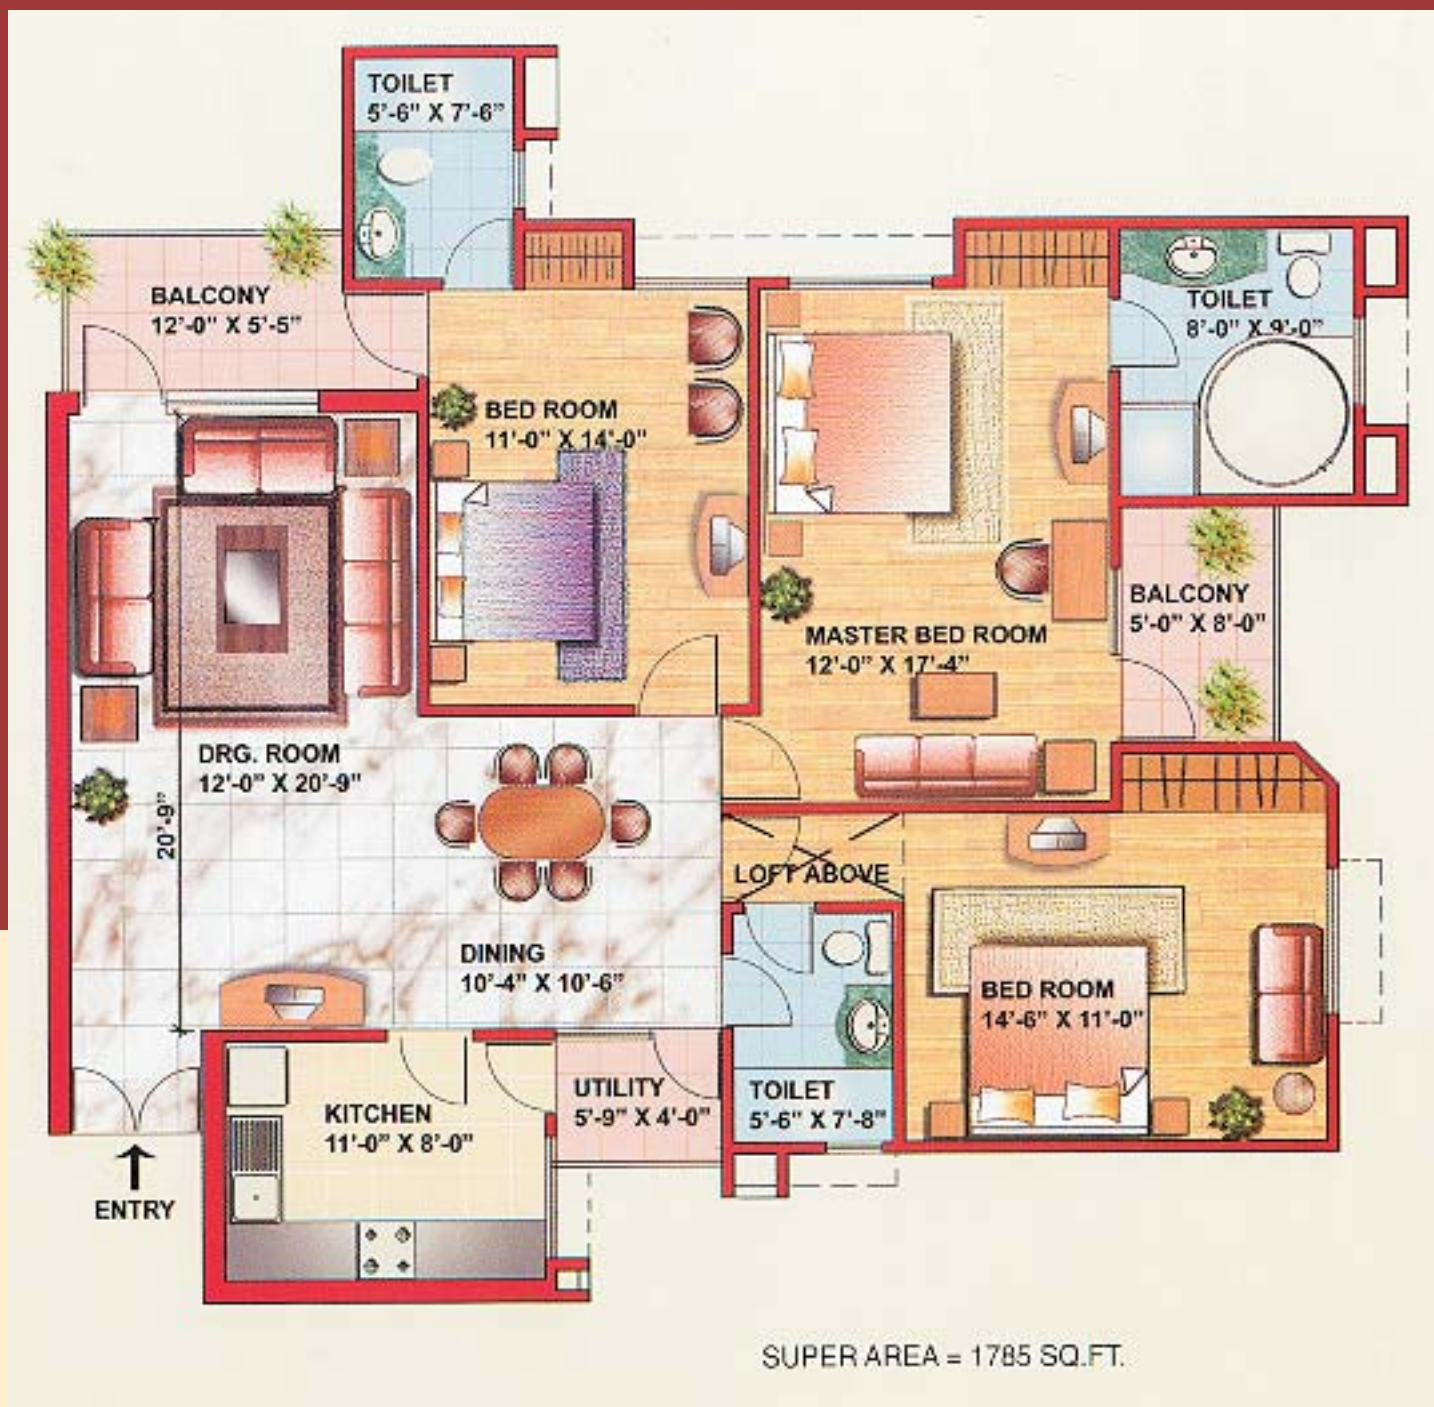 TOILET
5'-6" X 7'-6"
BALCONY
12'-0" X 5'-5"
TOILET
8'-0" X 9'-0"
BED ROOM
11'-0" X 14'-0"
BALCONY
5'-0" X 8'-0"
MASTER BED ROOM
12'-0" X 17'-4"
DRG. ROOM
12'-0" X 20'-9"
20'-9"
LOFT ABOVE
DINING
10'-4" X 10'-6"
BED ROOM
14'-6" X 11'-0"
UTILITY
5'-9" X 4'-0"
TOILET
5'-6" X 7'-8"
KITCHEN
11'-0" X 8'-0"
ENTRY
SUPER AREA = 1785 SQ.FT.